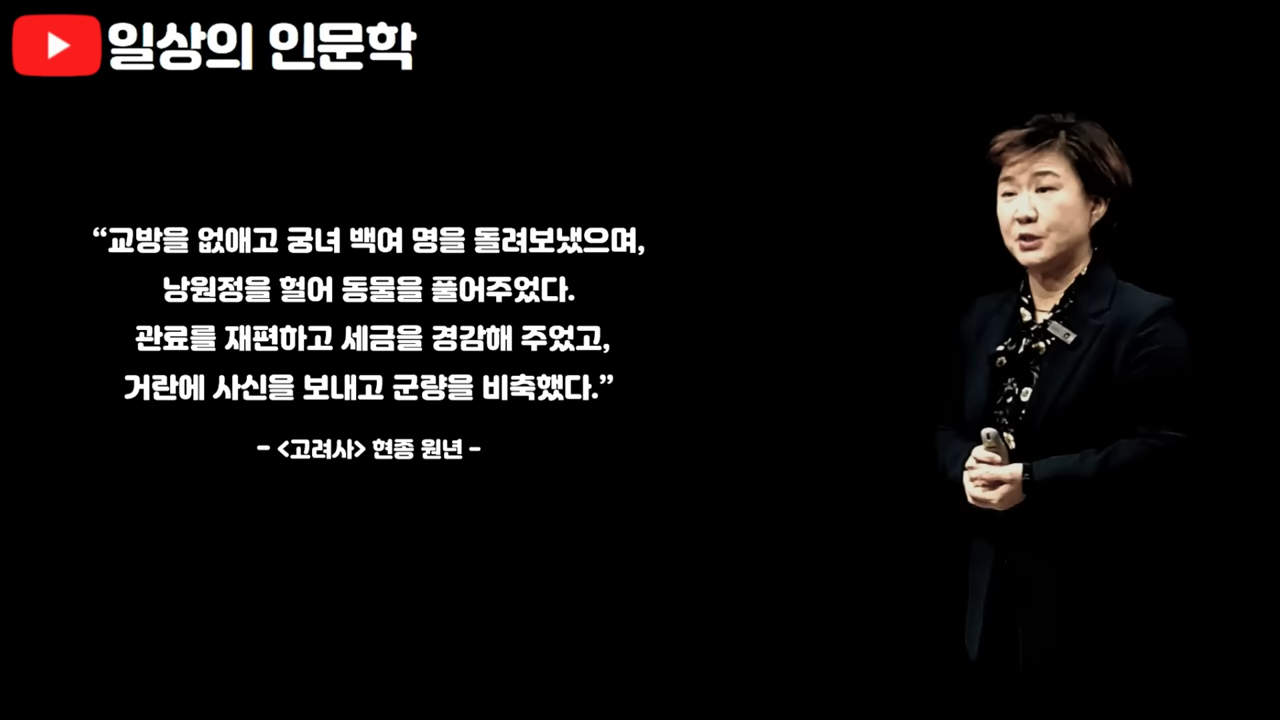 일상의 인문학
“교방을 없애고 궁녀 백여 명을 돌려보냈으며,
낭원정을 헐어 동물을 풀어주었다.
관료를 재편하고 세금을 경감해 주었고,
거란에 사신을 보내고 군량을 비축했다.”
- <고려사> 현종 원년 -